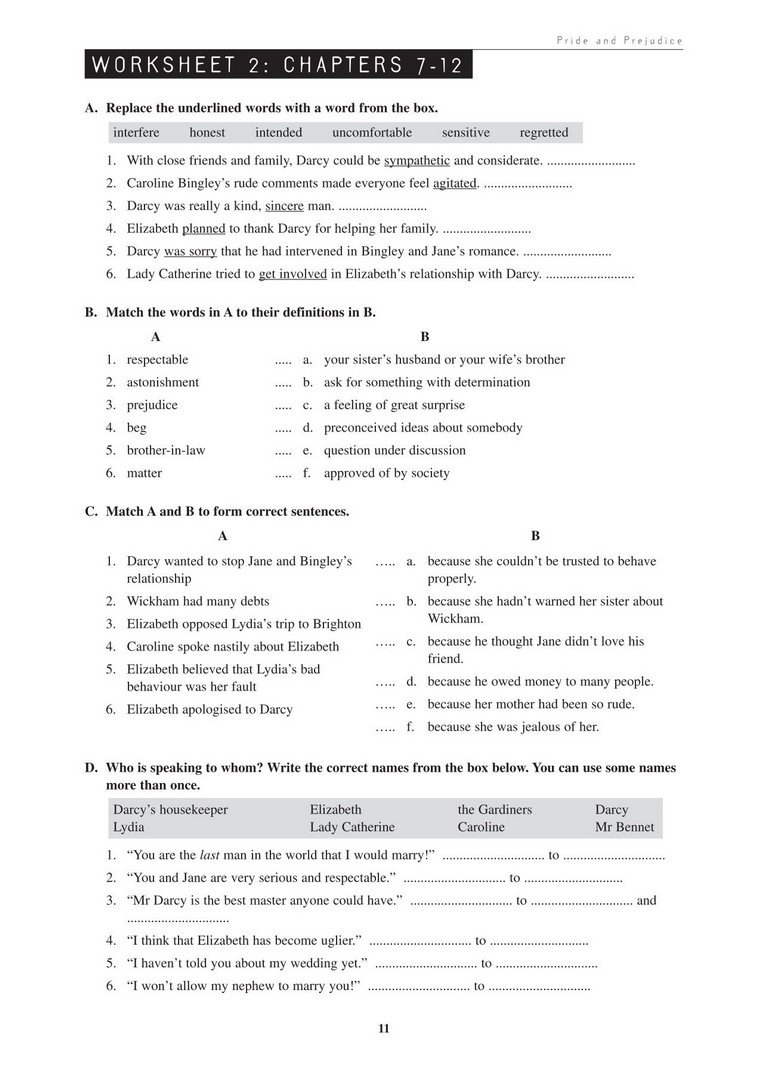 Pride and Prejudice
WORKSHEET 2: CHAPTERS 7-12
A. Replace the underlined words with a word from the box.
interfere honest intended uncomfortable sensitive regretted
1. With close friends and family, Darcy could be sympathetic and considerate. ..........................
2. Caroline Bingley's rude comments made everyone feel agitated. ..........................
3. Darcy was really a kind, sincere man. ..........................
4. Elizabeth planned to thank Darcy for helping her family. ..........................
5. Darcy was sorry that he had intervened in Bingley and Jane's romance. ..........................
6. Lady Catherine tried to get involved in Elizabeth's relationship with Darcy. ..........................
B. Match the words in A to their definitions in B.
A B
1. respectable ..... a. your sister's husband or your wife's brother
2. astonishment ..... b. ask for something with determination
3. prejudice ..... c. a feeling of great surprise
4. beg ..... d. preconceived ideas about somebody
5. brother-in-law ..... e. question under discussion
6. matter ..... f. approved of by society
C. Match A and B to form correct sentences.
A
1. Darcy wanted to stop Jane and Bingley's
relationship
2. Wickham had many debts
3. Elizabeth opposed Lydia's trip to Brighton
4. Caroline spoke nastily about Elizabeth
5. Elizabeth believed that Lydia's bad
behaviour was her fault
6. Elizabeth apologised to Darcy
B
….. a. because she couldn't be trusted to behave
properly.
….. b. because she hadn't warned her sister about
Wickham.
….. c. because he thought Jane didn't love his
friend.
….. d. because he owed money to many people.
….. e. because her mother had been so rude.
….. f. because she was jealous of her.
D. Who is speaking to whom? Write the correct names from the box below. You can use some names
more than once.
Darcy's housekeeper Elizabeth the Gardiners Darcy
Lydia Lady Catherine Caroline Mr Bennet
1. "You are the last man in the world that I would marry!" .............................. to ..............................
2. "You and Jane are very serious and respectable." .............................. to .............................
3. "Mr Darcy is the best master anyone could have." .............................. to .............................. and
..............................
4. "I think that Elizabeth has become uglier." .............................. to .............................
5. "I haven't told you about my wedding yet." .............................. to ..............................
6. "I won't allow my nephew to marry you!" .............................. to ..............................
11